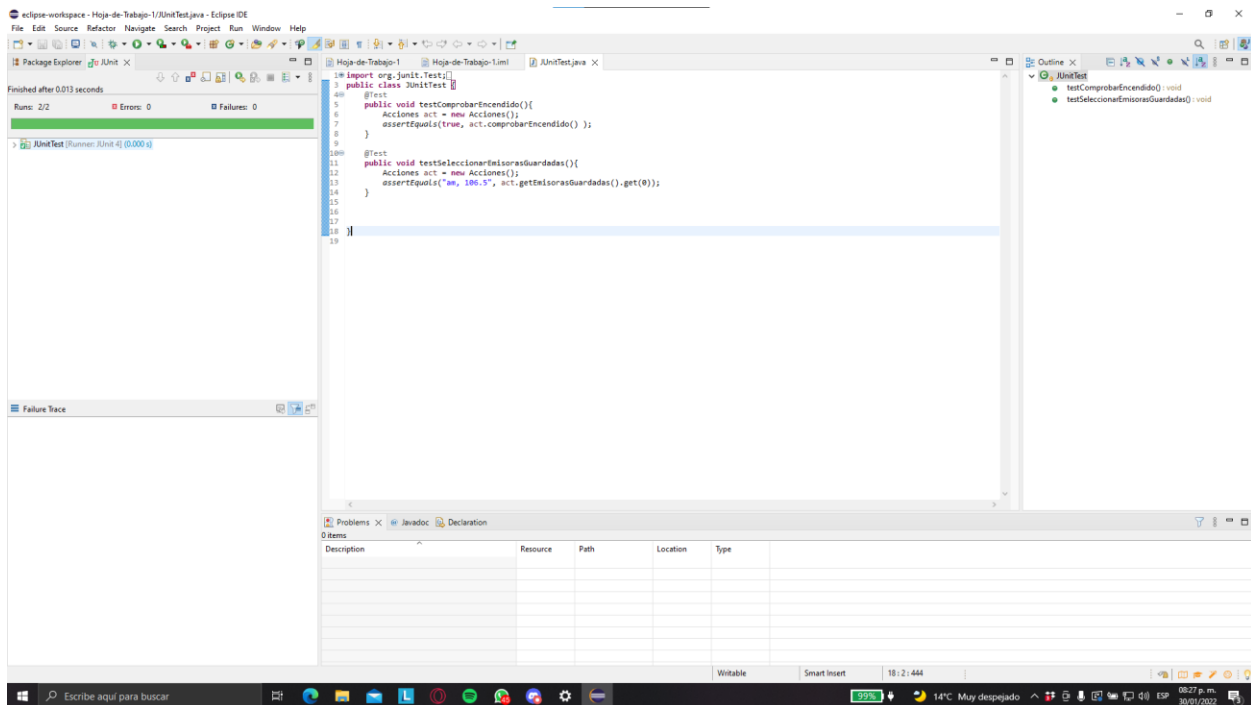 eclipse-workspace - Hoja-de-Trabajo-1/JUnitTest.java - Eclipse IDE
File Edit Source Refactor Navigate Search Project Run Window Help
Package Explorer JUnit
Finished after 0.013 seconds
Runs: 2/2 Errors: 0 Failures: 0
JUnitTest [Runner: JUnit 4] (0.000 s)
Failure Trace
Hoja-de-Trabajo-1 Hoja-de-Trabajo-1.iml JUnitTest.java
1 import org.junit.Test;
3 public class JUnitTest {
4 @Test
5 public void testComprobarEncendido(){
6 Acciones act = new Acciones();
7 assertEquals(true, act.comprobarEncendido() );
8 }
9
10 @Test
11 public void testSeleccionarEmisorasGuardadas(){
12 Acciones act = new Acciones();
13 assertEquals("am, 106.5", act.getEmisorasGuardadas().get(0));
14 }
15
16
17
18 }
19
Outline
JUnitTest
testComprobarEncendido() : void
testSeleccionarEmisorasGuardadas() : void
Problems Javadoc Declaration
0 items
Description Resource Path Location Type
Writable Smart Insert 18 : 2 : 444
Escribe aquí para buscar
99% 14°C Muy despejado ESP 08:27 p. m.
30/01/2022